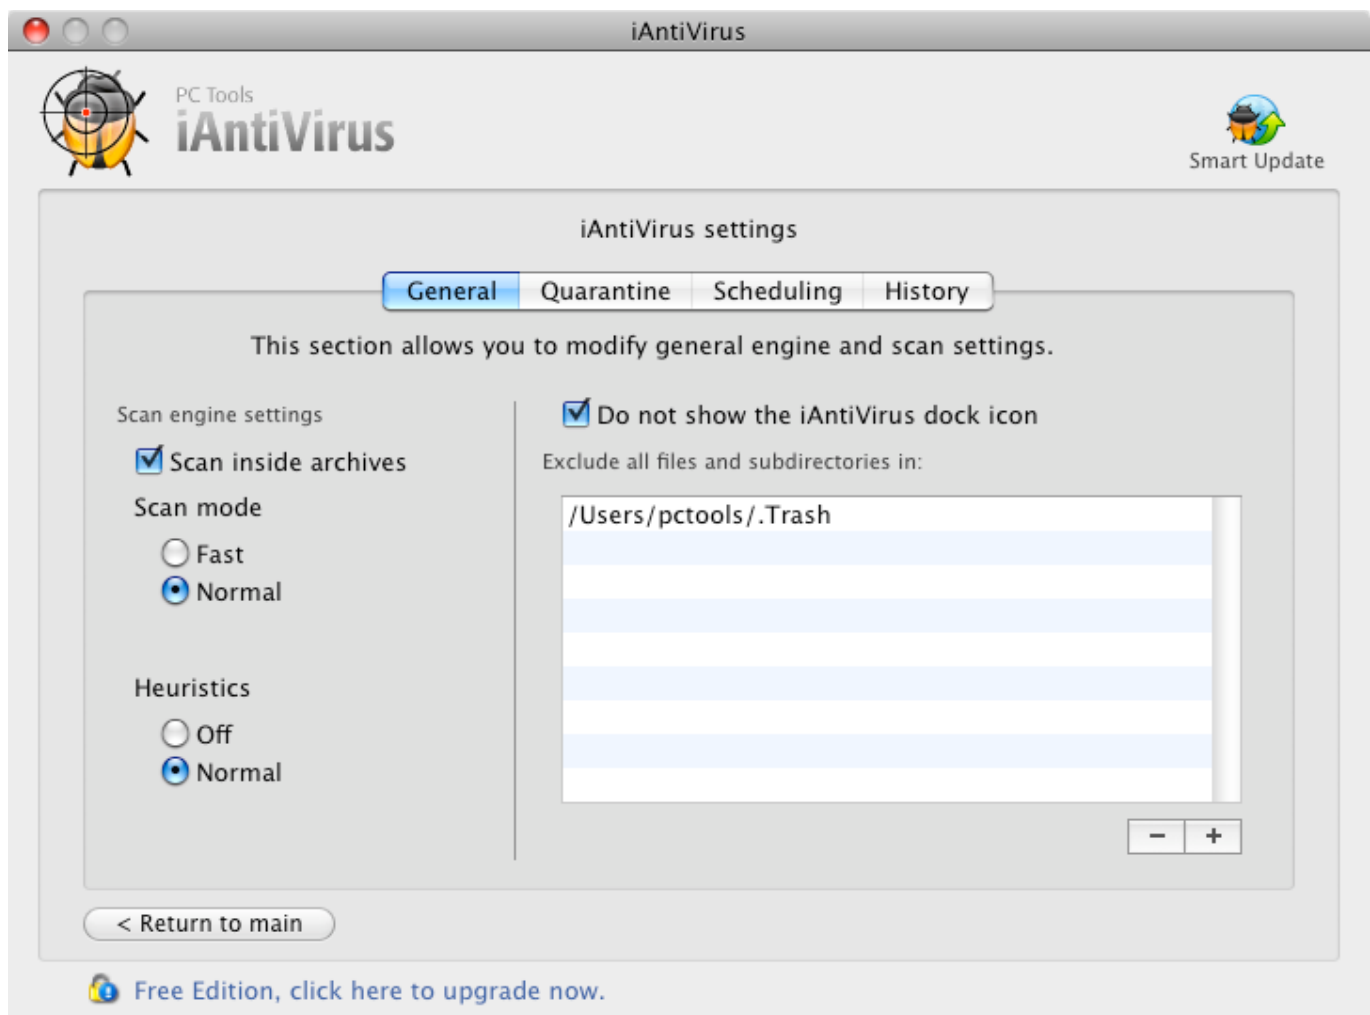 iAntiVirus
PC Tools
iAntiVirus
Smart Update
iAntiVirus settings
General Quarantine Scheduling History
This section allows you to modify general engine and scan settings.
Scan engine settings
Scan inside archives
Scan mode
Fast
Normal
Heuristics
Off
Normal
Do not show the iAntiVirus dock icon
Exclude all files and subdirectories in:
/Users/pctools/.Trash
− +
< Return to main
Free Edition, click here to upgrade now.